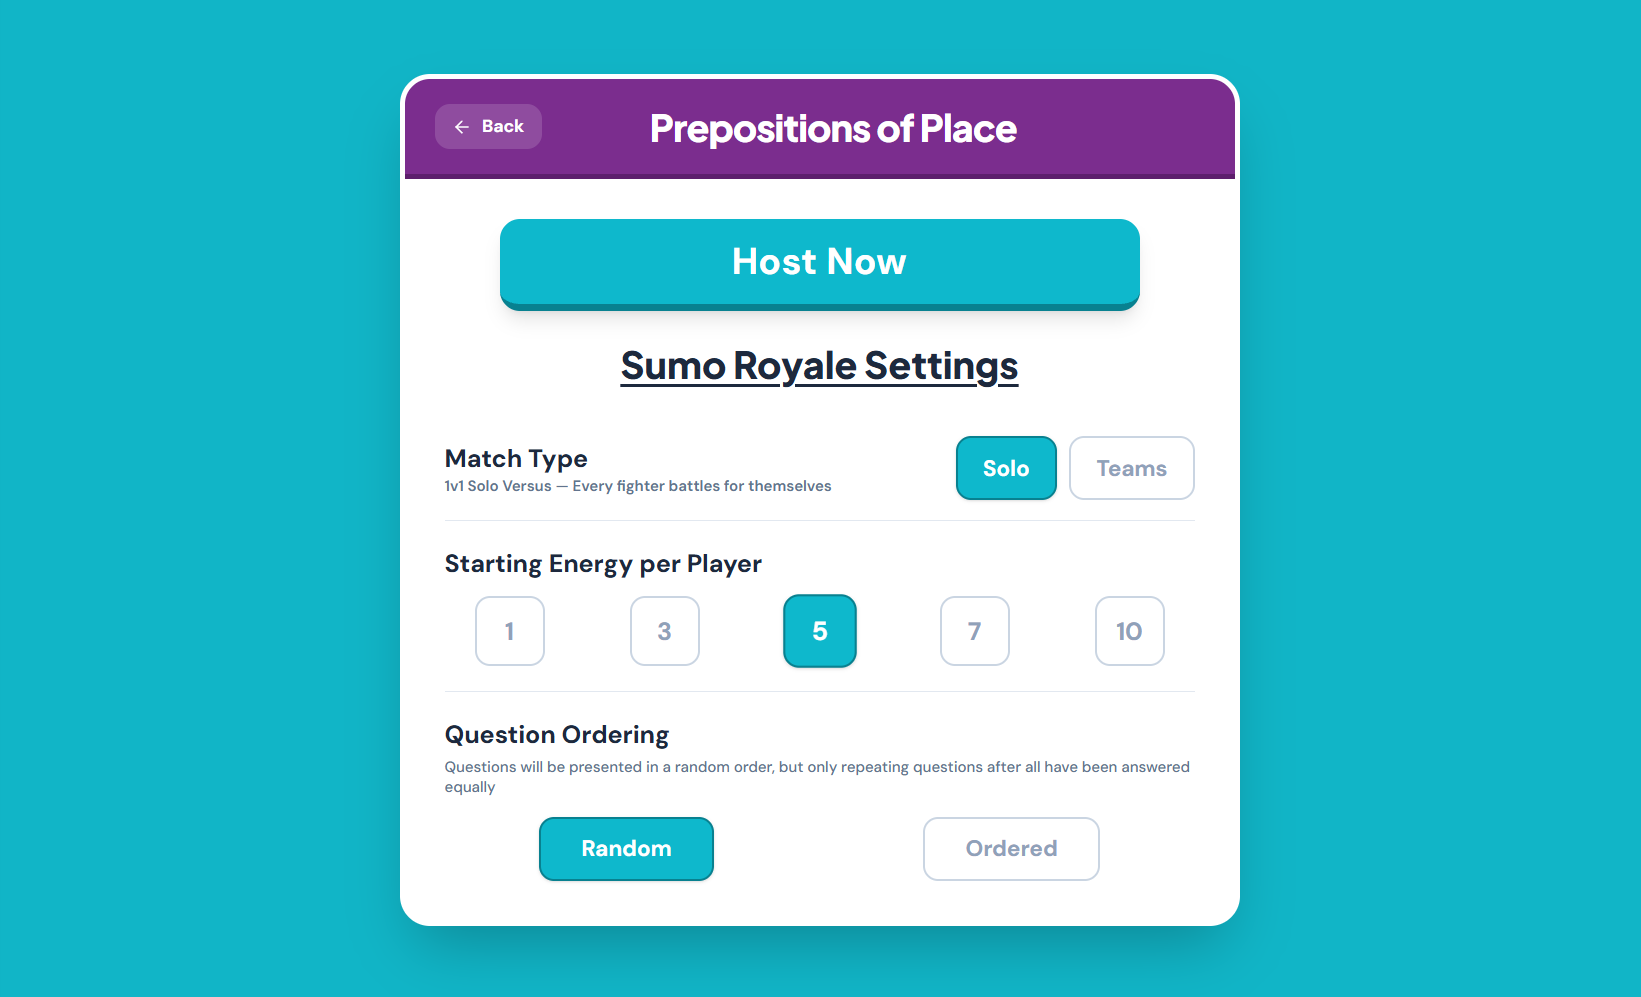 Back
Prepositions of Place
Host Now
Sumo Royale Settings
Match Type
1v1 Solo Versus — Every fighter battles for themselves
Solo
Teams
Starting Energy per Player
1
3
5
7
10
Question Ordering
Questions will be presented in a random order, but only repeating questions after all have been answered
equally
Random
Ordered